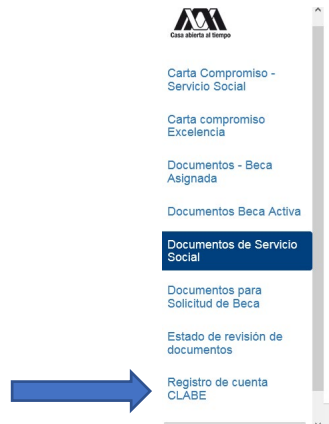 Casa abierta al tiempo
Carta Compromiso -
Servicio Social
Carta compromiso
Excelencia
Documentos - Beca
Asignada
Documentos Beca Activa
Documentos de Servicio
Social
Documentos para
Solicitud de Beca
Estado de revisión de
documentos
Registro de cuenta
CLABE